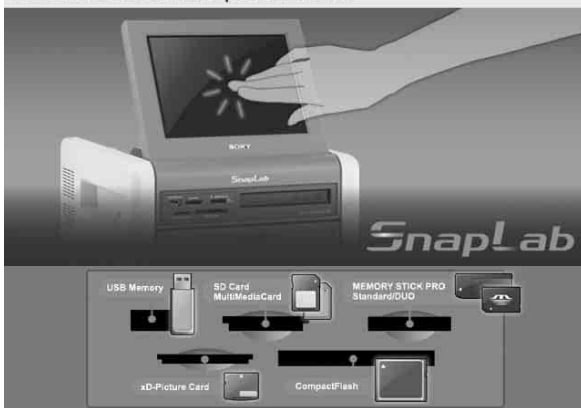 SONY
SnapLab
SnapLab
USB Memory
SD Card
MultiMediaCard
MEMORY STICK PRO
Standard/DUO
xD-Picture Card
CompactFlash